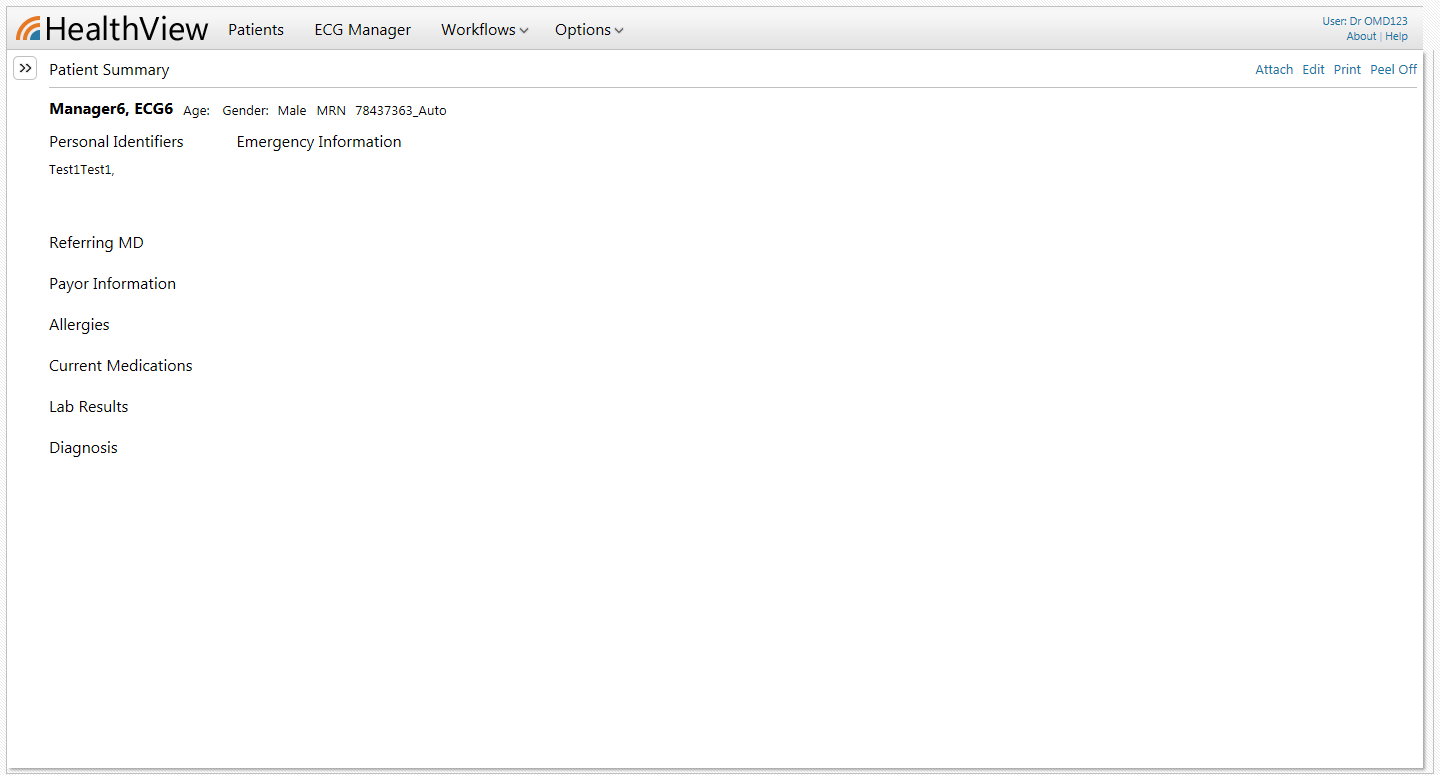 HealthView Patients ECG Manager Workflows Options
User: Dr OMD123
About | Help
Patient Summary Attach Edit Print Peel Off
Manager6, ECG6 Age: Gender: Male MRN 78437363_Auto
Personal Identifiers Emergency Information
Test1Test1,
Referring MD
Payor Information
Allergies
Current Medications
Lab Results
Diagnosis